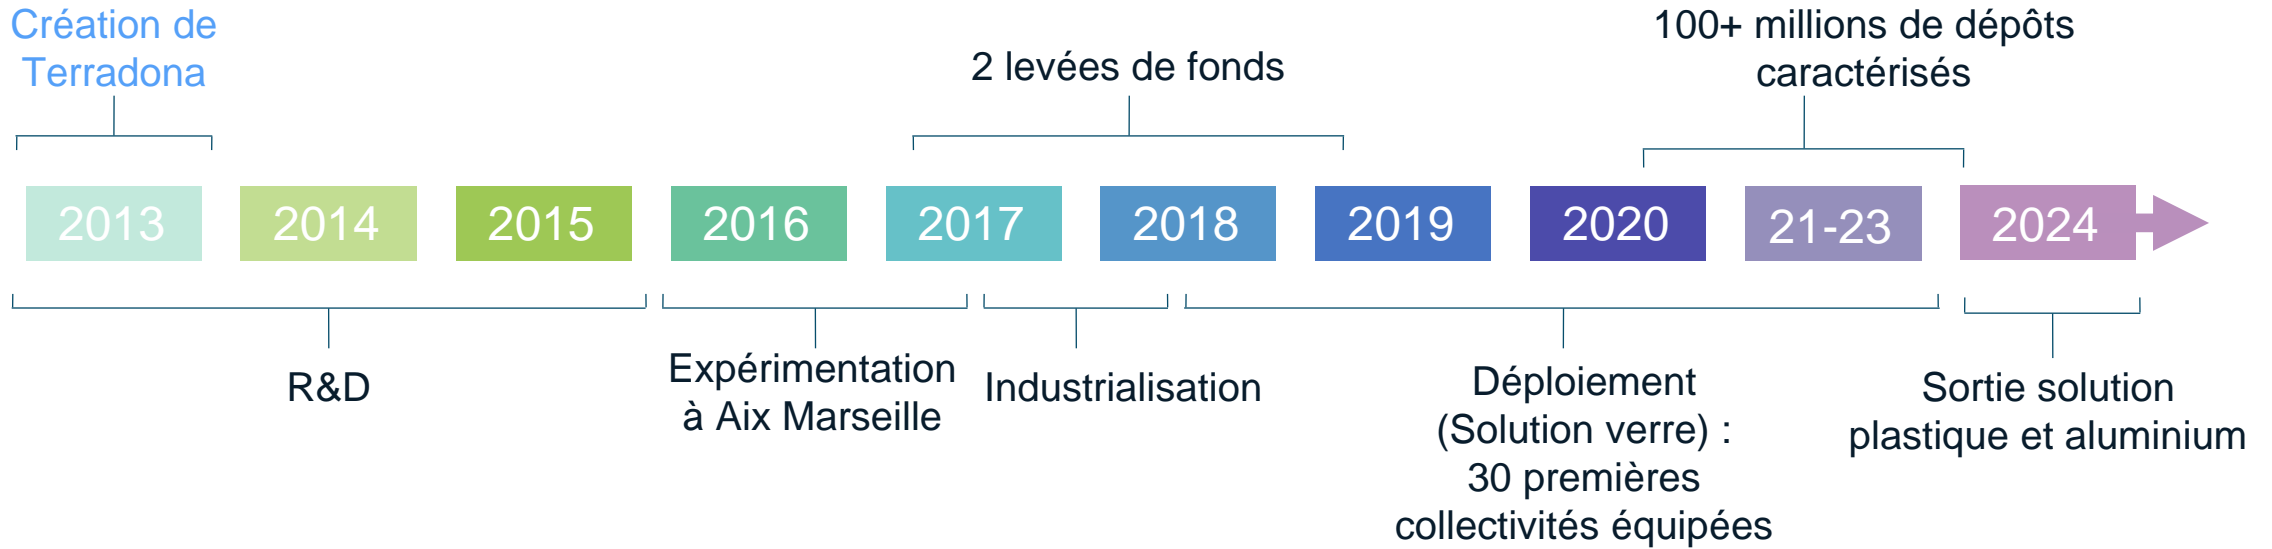 Création de
Terradona
2 levées de fonds
100+ millions de dépôts
caractérisés
2013
2014
2015
2016
2017
2018
2019
2020
21-23
2024
R&D
Expérimentation
à Aix Marseille
Industrialisation
Déploiement
(Solution verre) :
30 premières
collectivités équipées
Sortie solution
plastique et aluminium